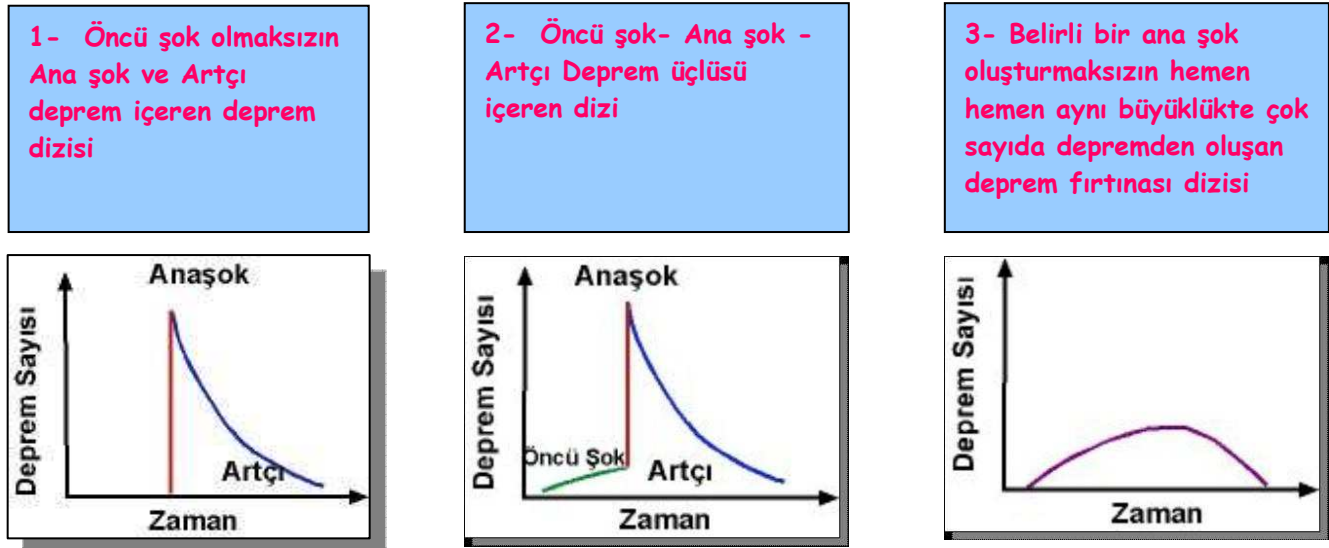 1- Öncü şok olmaksızın
Ana şok ve Artçı
deprem içeren deprem
dizisi
2- Öncü şok- Ana şok -
Artçı Deprem üçlüsü
içeren dizi
3- Belirli bir ana şok
oluşturmaksızın hemen
hemen aynı büyüklükte çok
sayıda depremden oluşan
deprem fırtınası dizisi
Anaşok
Deprem Sayısı
Artçı
Zaman
Anaşok
Deprem Sayısı
Öncü Şok
Artçı
Zaman
Deprem Sayısı
Zaman